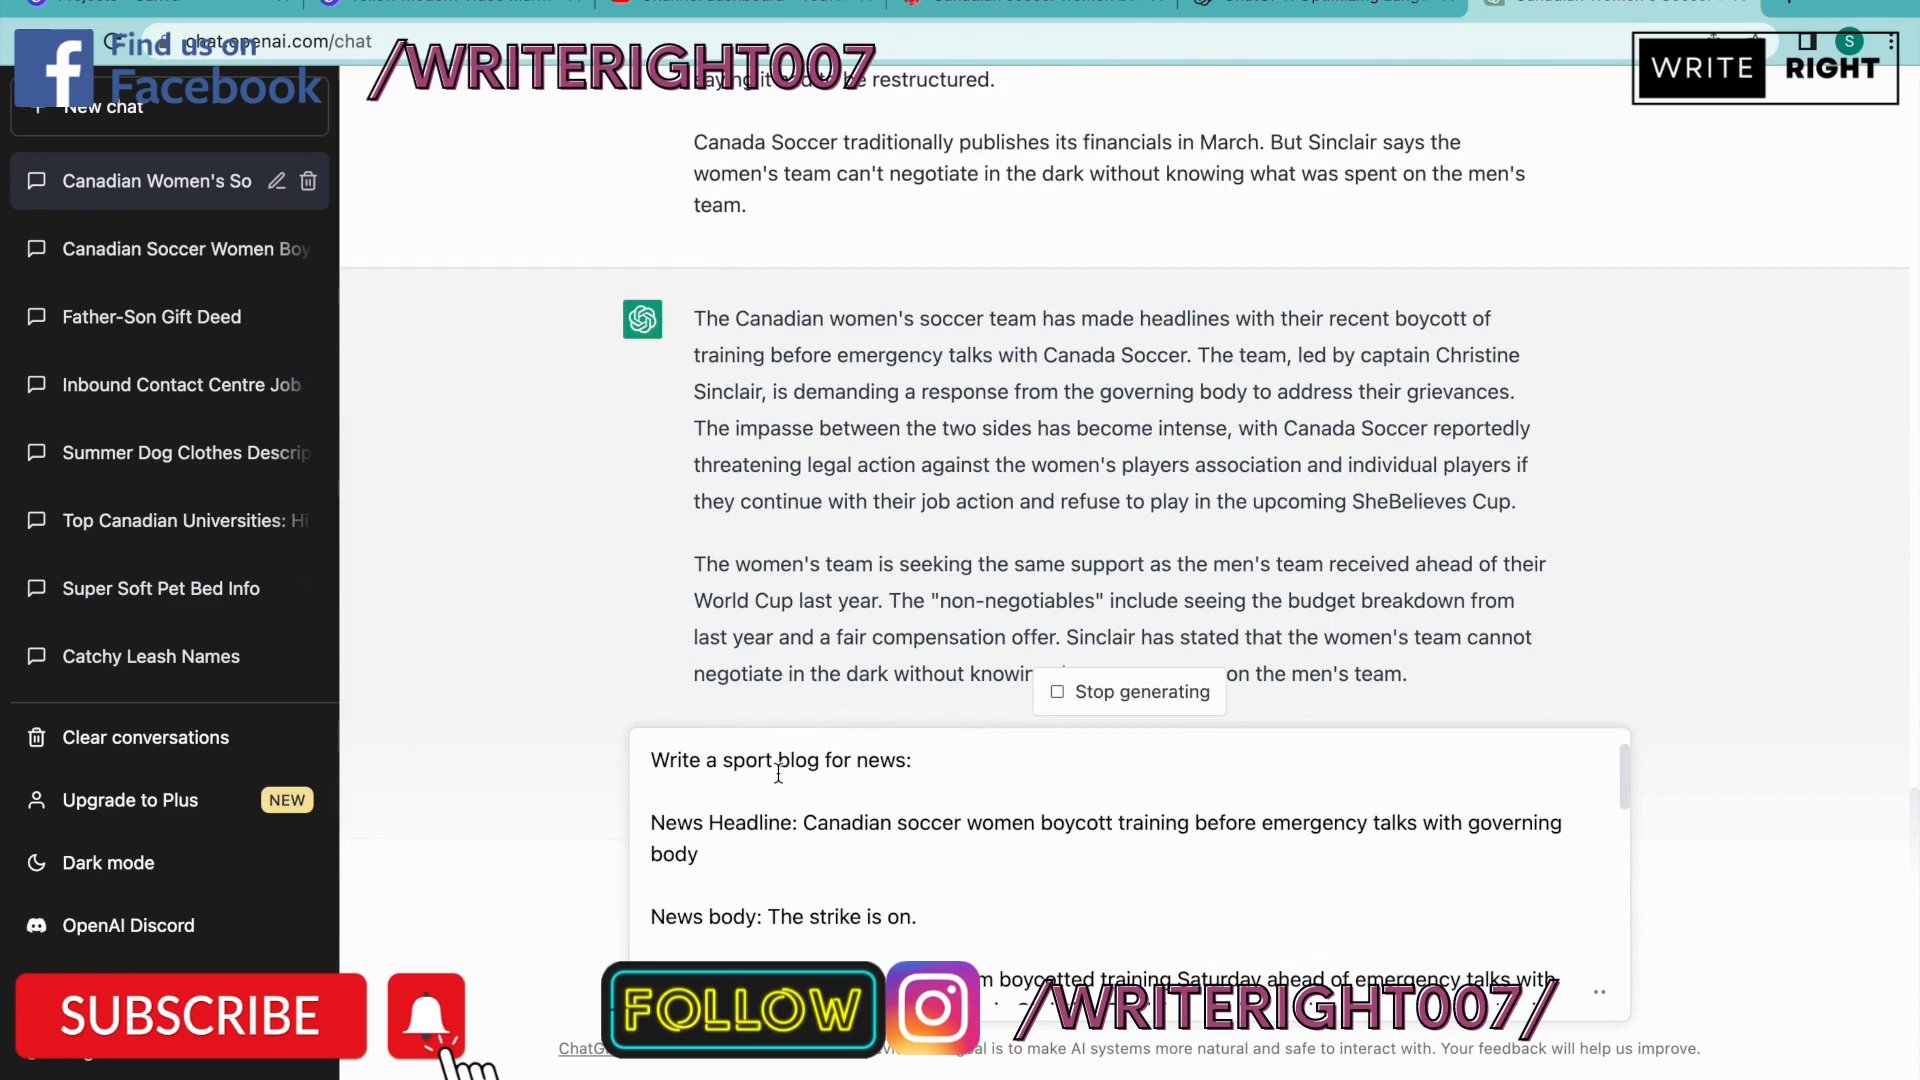 chat.openai.com/chat
Find us on
Facebook
/WRITERIGHT007
WRITE RIGHT
S
New chat
Canadian Women's So
Canadian Soccer Women Boy
Father-Son Gift Deed
Inbound Contact Centre Job
Summer Dog Clothes Descrip
Top Canadian Universities: Hi
Super Soft Pet Bed Info
Catchy Leash Names
Clear conversations
Upgrade to Plus NEW
Dark mode
OpenAI Discord
be restructured.
Canada Soccer traditionally publishes its financials in March. But Sinclair says the
women's team can't negotiate in the dark without knowing what was spent on the men's
team.
The Canadian women's soccer team has made headlines with their recent boycott of
training before emergency talks with Canada Soccer. The team, led by captain Christine
Sinclair, is demanding a response from the governing body to address their grievances.
The impasse between the two sides has become intense, with Canada Soccer reportedly
threatening legal action against the women's players association and individual players if
they continue with their job action and refuse to play in the upcoming SheBelieves Cup.
The women's team is seeking the same support as the men's team received ahead of their
World Cup last year. The "non-negotiables" include seeing the budget breakdown from
last year and a fair compensation offer. Sinclair has stated that the women's team cannot
negotiate in the dark without on the men's team.
Stop generating
Write a sport blog for news:
News Headline: Canadian soccer women boycott training before emergency talks with governing
body
News body: The strike is on.
boycotted training Saturday ahead of emergency talks with
SUBSCRIBE
FOLLOW
/WRITERIGHT007/
is to make AI systems more natural and safe to interact with. Your feedback will help us improve.